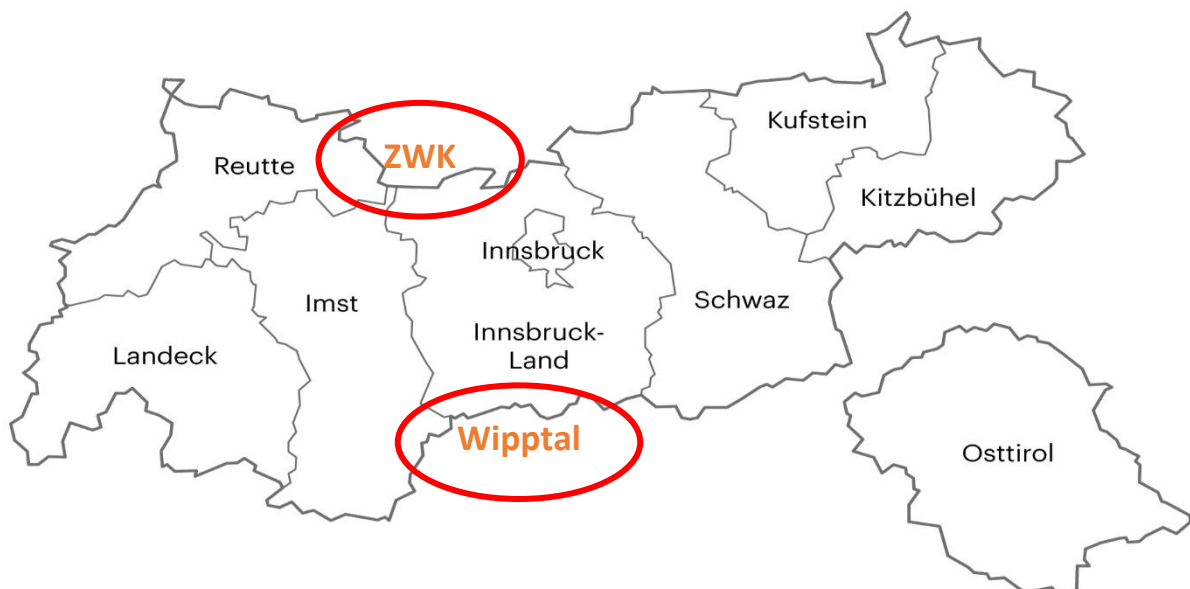 Kufstein
ZWK
Reutte
Kitzbühel
Innsbruck
Imst
Schwaz
Innsbruck-
Land
Landeck
Wipptal
Osttirol